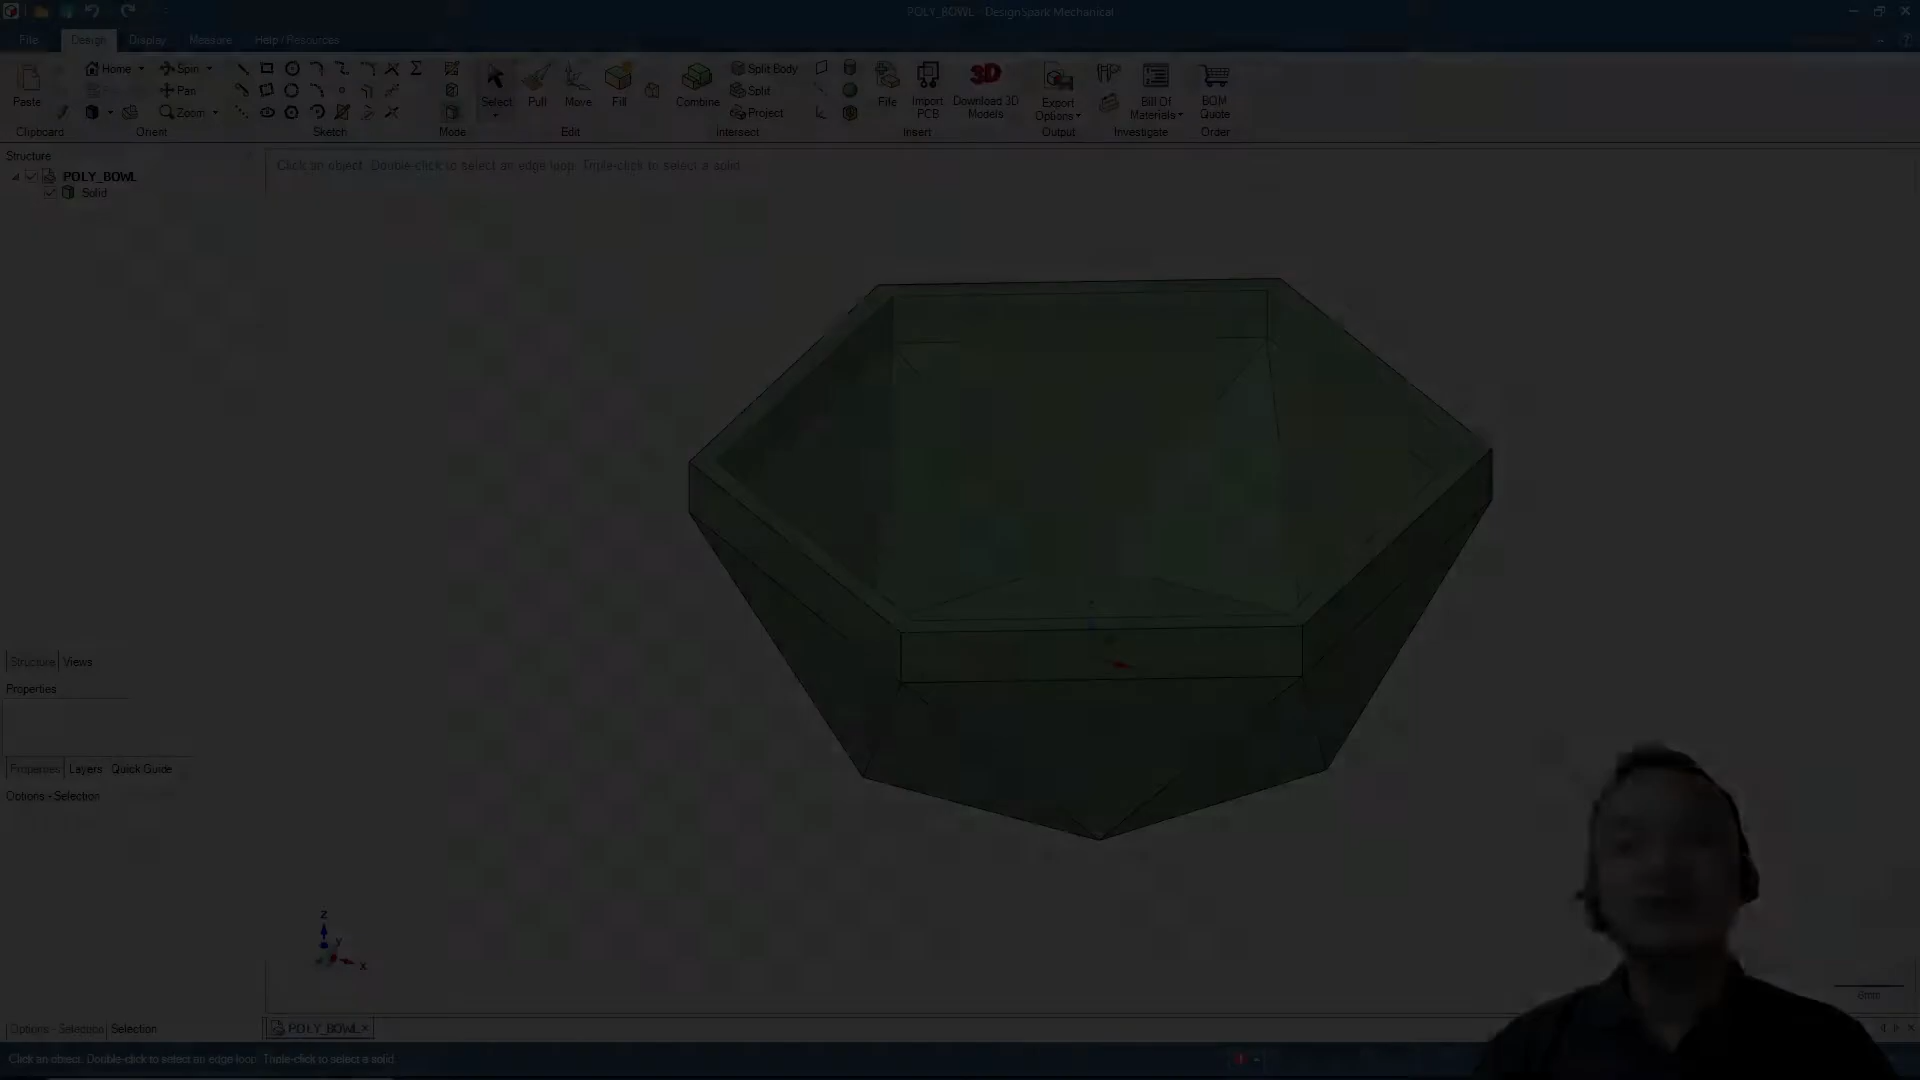 POLY_BOWL - DesignSpark Mechanical
File Design Display Measure Help / Resources
Paste Home Spin Pan Zoom Select Pull Move Fill Combine Split Body Split Project File Import PCB Download 3D Models Export Options Bill Of Materials BOM Quote
Clipboard Orient Sketch Mode Edit Intersect Insert Output Investigate Order
Structure
POLY_BOWL
Solid
Click an object. Double-click to select an edge loop. Triple-click to select a solid.
Structure Views
Properties
Properties Layers Quick Guide
Options - Selection
Z
Y
X
6mm
Options - Selection Selection
POLY_BOWL
Click an object. Double-click to select an edge loop. Triple-click to select a solid.